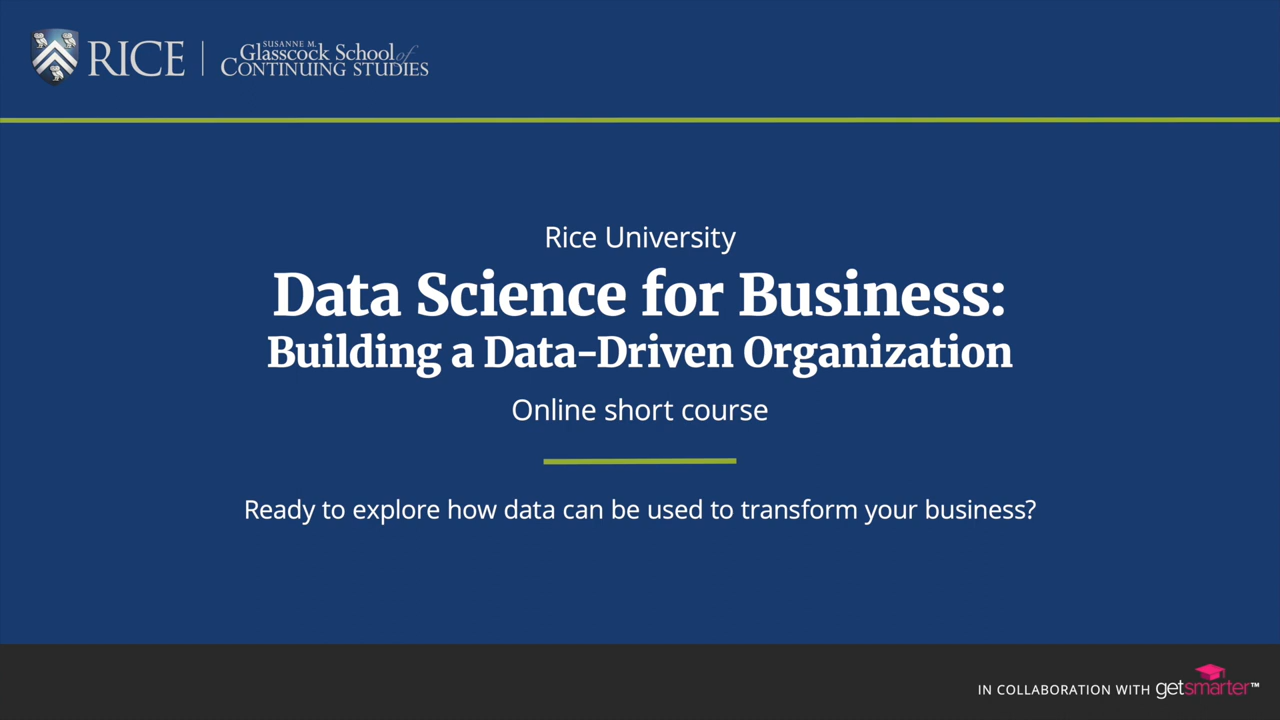 RICE
SUSANNE M.
Glasscock School of
CONTINUING STUDIES
Rice University
Data Science for Business:
Building a Data-Driven Organization
Online short course
Ready to explore how data can be used to transform your business?
IN COLLABORATION WITH getsmarter™